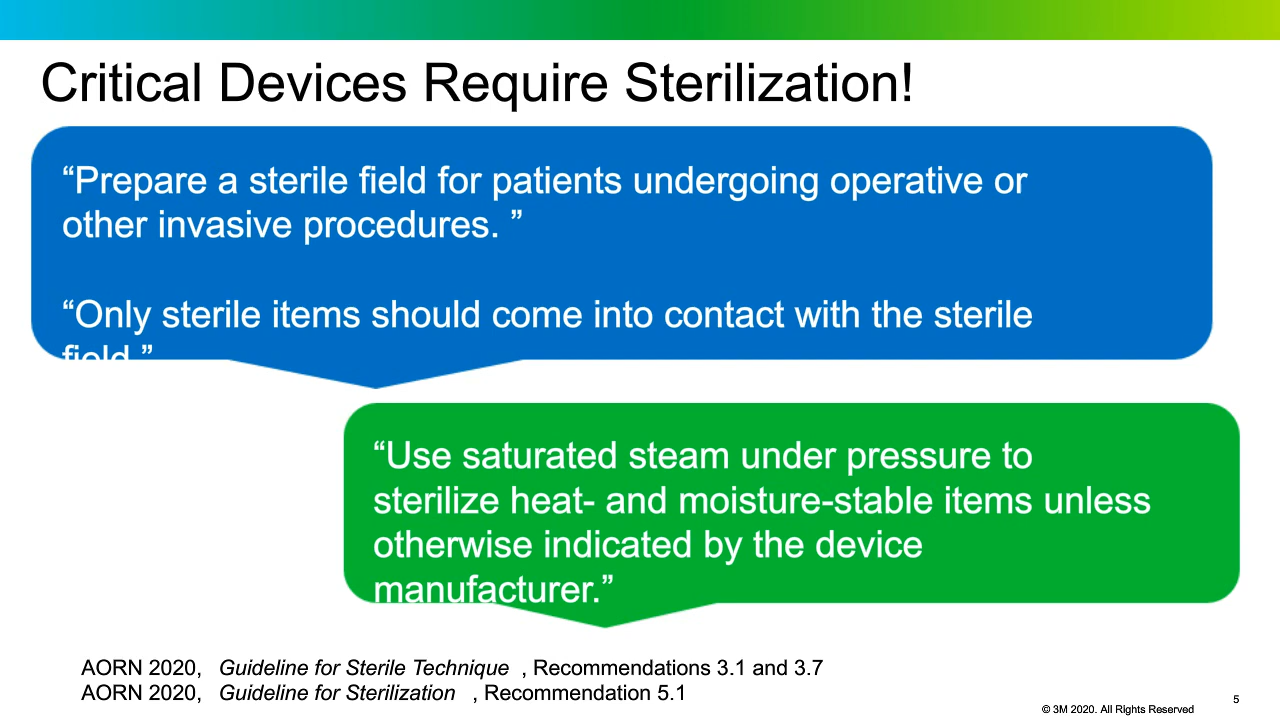 Critical Devices Require Sterilization!
“Prepare a sterile field for patients undergoing operative or
other invasive procedures. ”
“Only sterile items should come into contact with the sterile
field.”
“Use saturated steam under pressure to
sterilize heat- and moisture-stable items unless
otherwise indicated by the device
manufacturer.”
AORN 2020, Guideline for Sterile Technique , Recommendations 3.1 and 3.7
AORN 2020, Guideline for Sterilization , Recommendation 5.1
5
© 3M 2020. All Rights Reserved